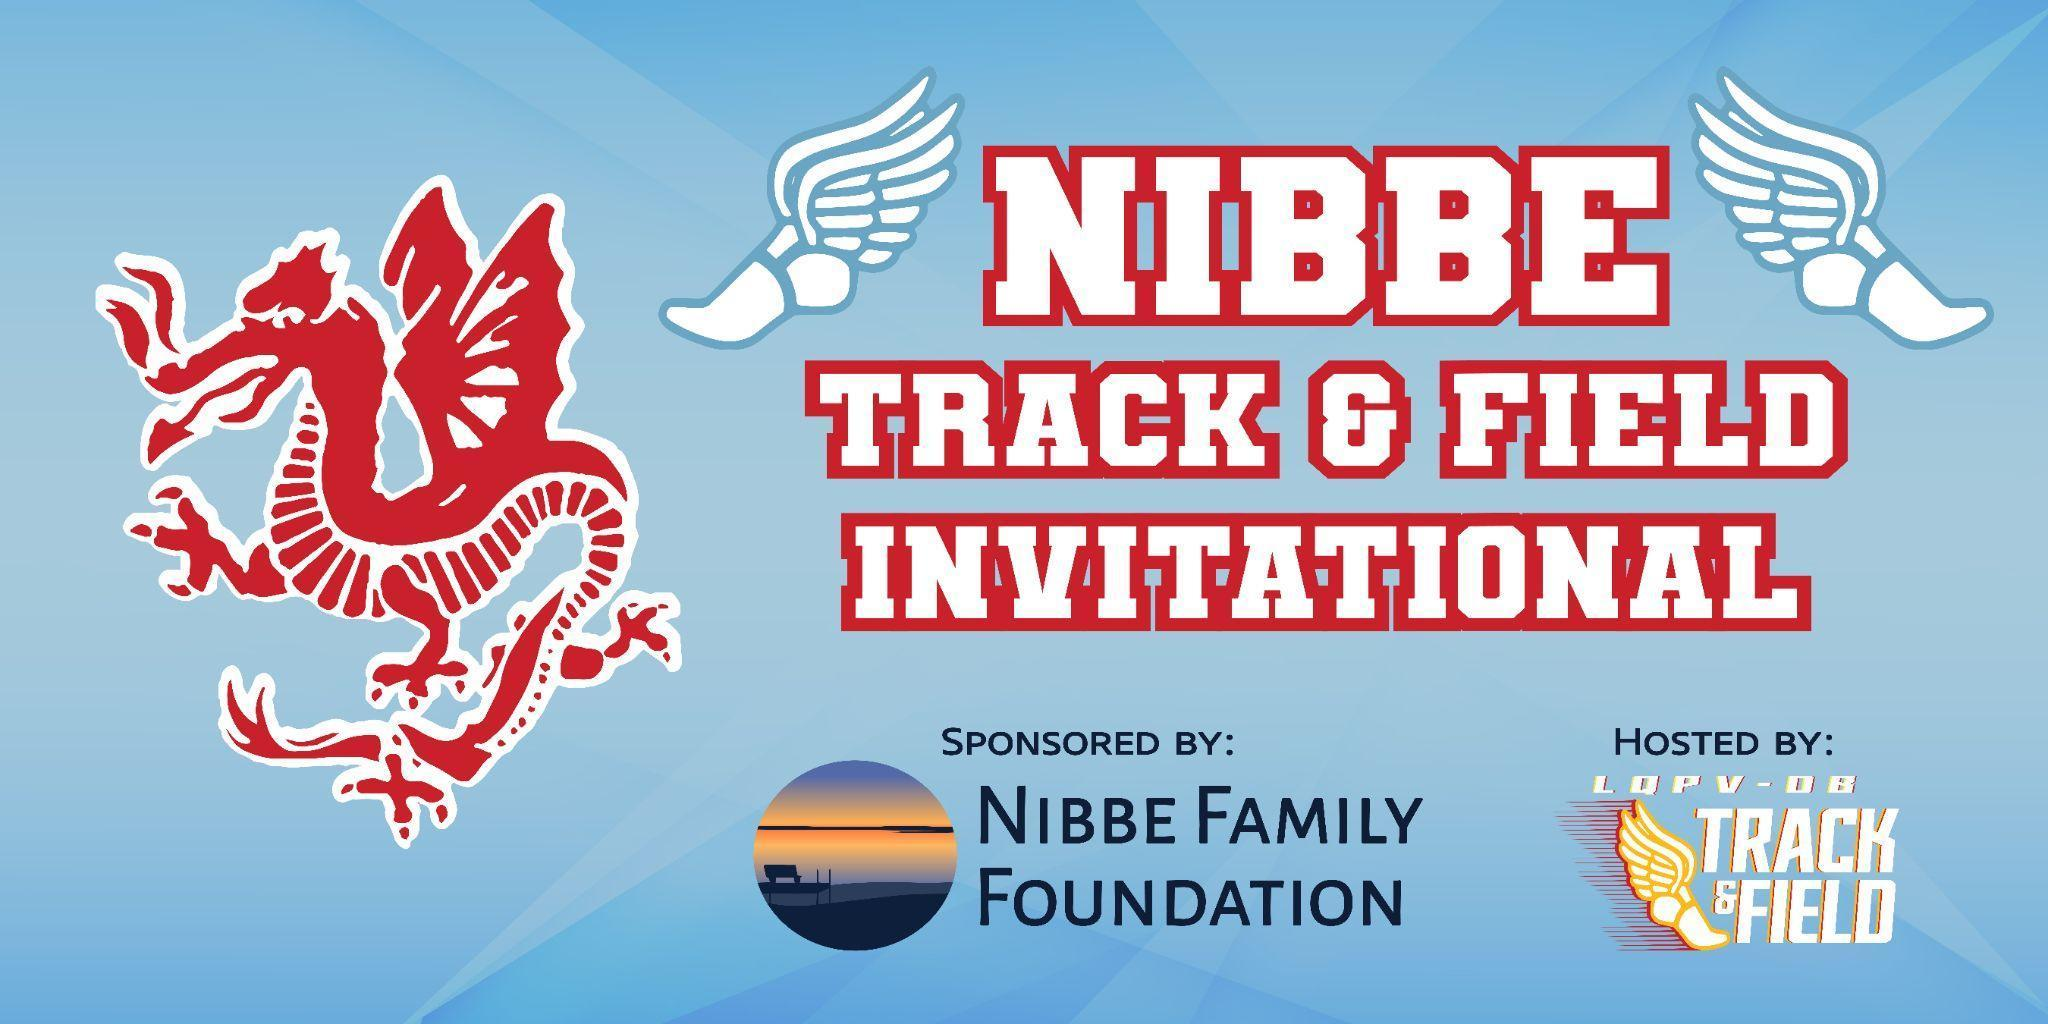 NIBBE
TRACK & FIELD
INVITATIONAL
SPONSORED BY:
NIBBE FAMILY
FOUNDATION
HOSTED BY:
LQPV-DB
TRACK
& FIELD